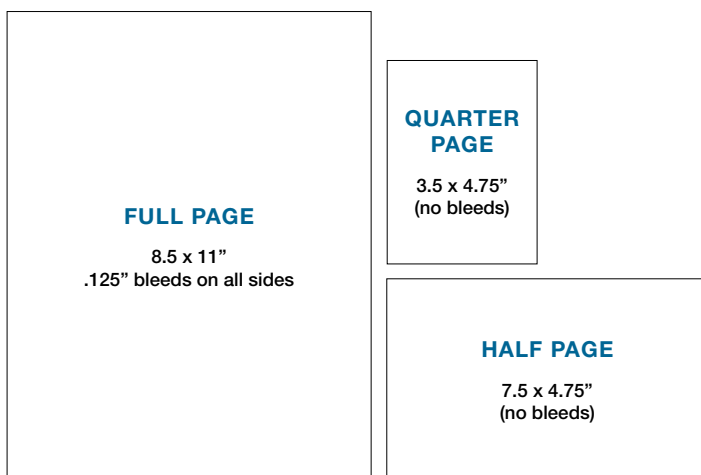 FULL PAGE
8.5 x 11”
.125” bleeds on all sides
QUARTER
PAGE
3.5 x 4.75”
(no bleeds)
HALF PAGE
7.5 x 4.75”
(no bleeds)